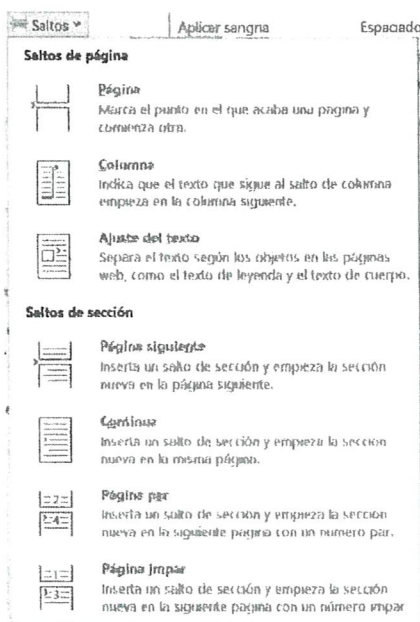 Saltos
Aplicar sangría
Espaciado
Saltos de página
Página
Marca el punto en el que acaba una página y
comienza otra.
Columna
Indica que el texto que sigue al salto de columna
empieza en la columna siguiente.
Ajuste del texto
Separa el texto según los objetos en las páginas
web, como el texto de leyenda y el texto de cuerpo.
Saltos de sección
Página siguiente
Inserta un salto de sección y empieza la sección
nueva en la página siguiente.
Continua
Inserta un salto de sección y empieza la sección
nueva en la misma página.
Página par
Inserta un salto de sección y empieza la sección
nueva en la siguiente página con un número par.
Página impar
Inserta un salto de sección y empieza la sección
nueva en la siguiente página con un número impar